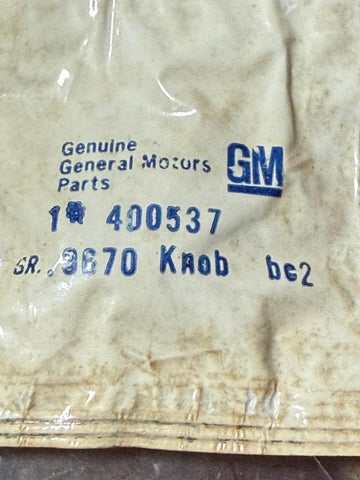 Genuine
General Motors
Parts
GM
1# 400537
GR. .9670 Knob bc2